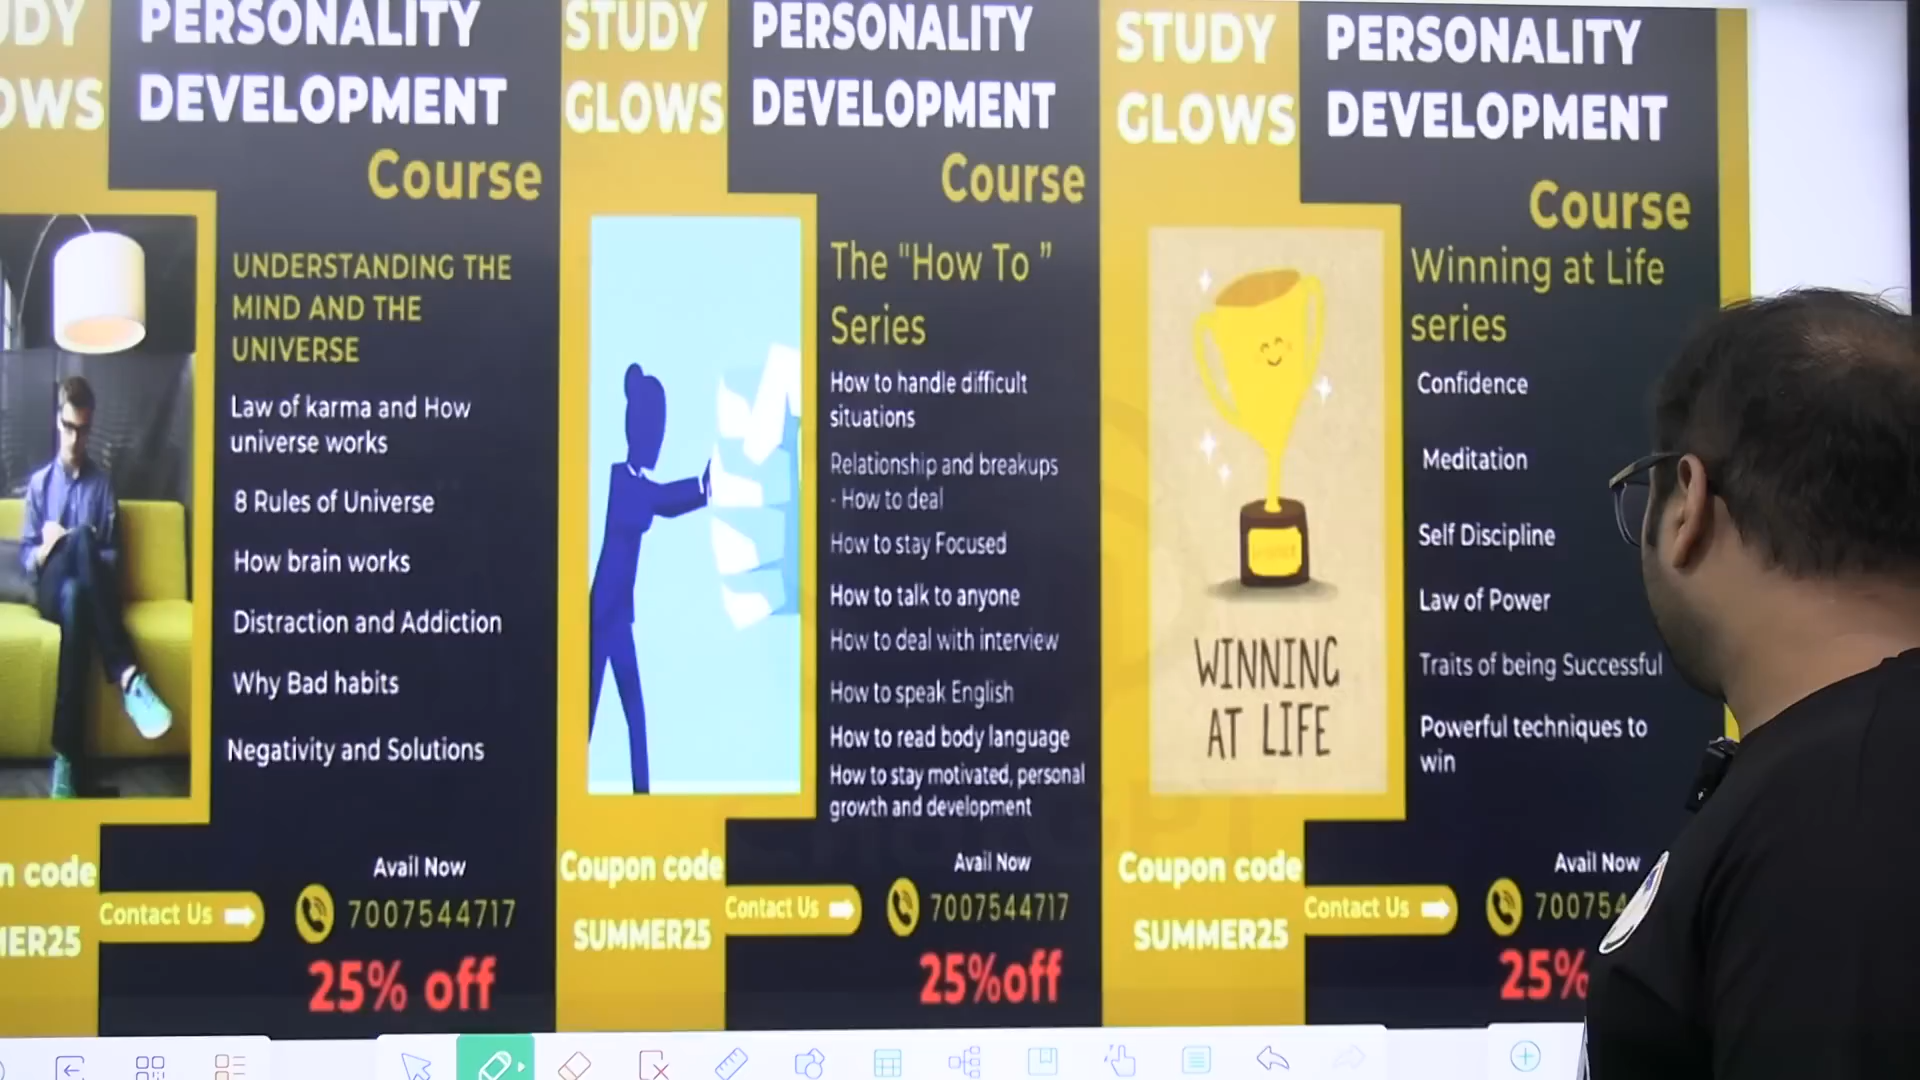 UDY
OWS
PERSONALITY
DEVELOPMENT
Course
UNDERSTANDING THE
MIND AND THE
UNIVERSE
Law of karma and How
universe works
8 Rules of Universe
How brain works
Distraction and Addiction
Why Bad habits
Negativity and Solutions
n code
MER25
Contact Us
Avail Now
7007544717
25% off
STUDY
GLOWS
PERSONALITY
DEVELOPMENT
Course
The "How To ”
Series
How to handle difficult
situations
Relationship and breakups
- How to deal
How to stay Focused
How to talk to anyone
How to deal with interview
How to speak English
How to read body language
How to stay motivated, personal
growth and development
Coupon code
SUMMER25
Contact Us
Avail Now
7007544717
25%off
STUDY
GLOWS
PERSONALITY
DEVELOPMENT
Course
Winning at Life
series
Confidence
Meditation
Self Discipline
Law of Power
Traits of being Successful
Powerful techniques to
win
WINNING
AT LIFE
Coupon code
SUMMER25
Contact Us
Avail Now
700754
25%